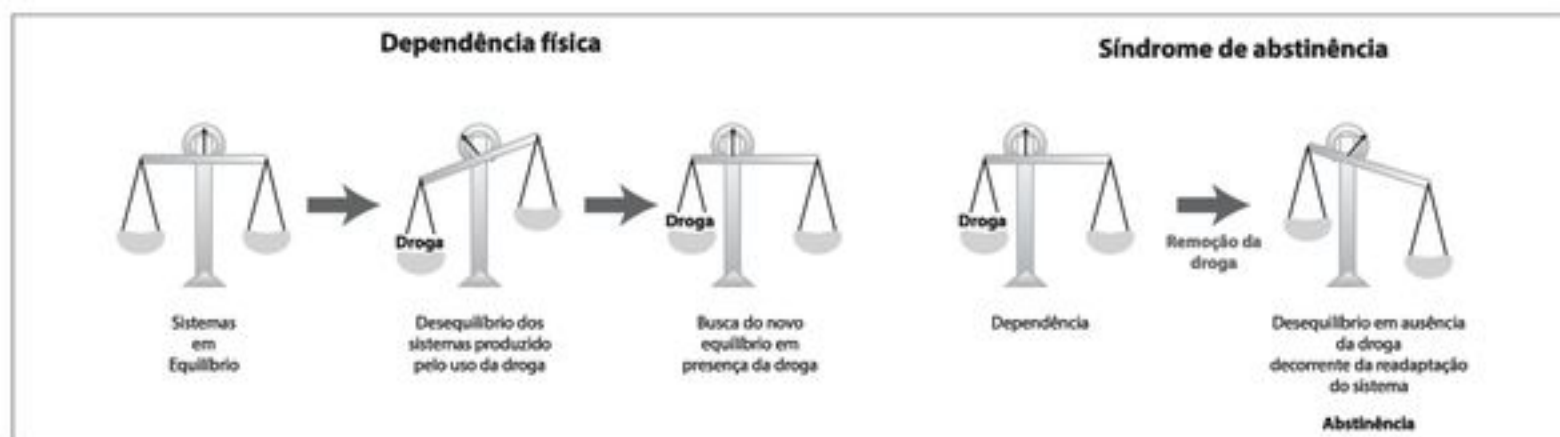 Dependência física
Droga
Droga
Sistemas
em
Equilíbrio
Desequilíbrio dos
sistemas produzido
pelo uso da droga
Busca do novo
equilíbrio em
presença da droga
Síndrome de abstinência
Droga
Remoção da
droga
Dependência
Desequilíbrio em ausência
da droga
decorrente da readaptação
do sistema
Abstinência